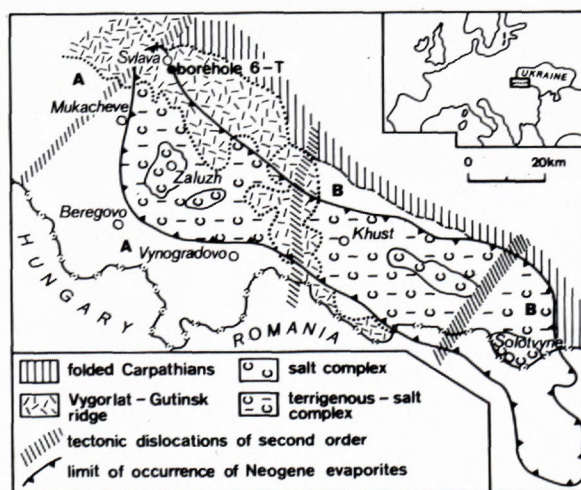 Svlava
borehole 6-T
A
Mukacheve
UKRAINE
0 20km
Zaluzh
B
Beregovo
A
Khust
Vynogradovo
B
HUNGARY
ROMANIA
Solotvyne
folded Carpathians
salt complex
Vygorlat-Gutinsk
ridge
terrigenous-salt
complex
tectonic dislocations of second order
limit of occurrence of Neogene evaporites